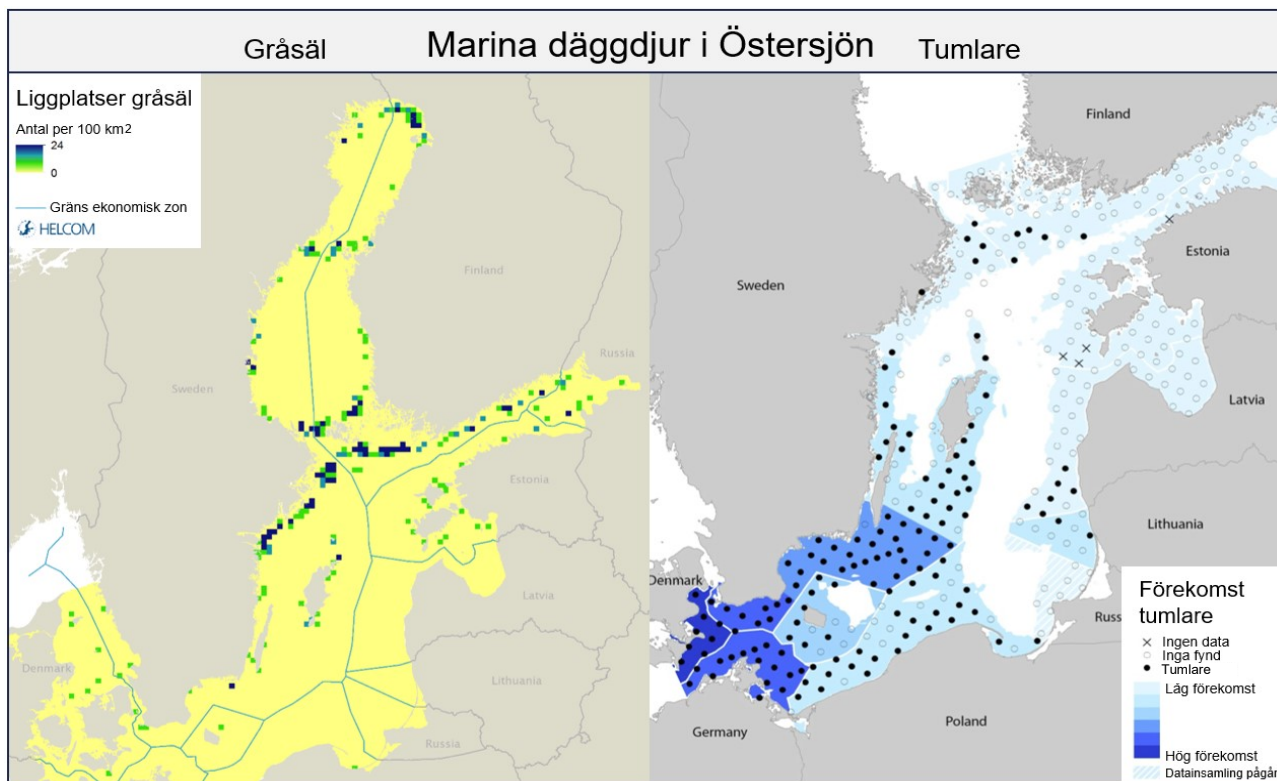 Gråsäl Marina däggdjur i Östersjön Tumlare
Liggplatser gråsäl
Antal per 100 km2
24
0
Gräns ekonomisk zon
HELCOM
Finland
Sweden
Russia
Estonia
Latvia
Denmark
Lithuania
Russia
Finland
Estonia
Sweden
Latvia
Lithuania
Denmark
Russ
Poland
Germany
Förekomst
tumlare
Ingen data
Inga fynd
Tumlare
Låg förekomst
Hög förekomst
Datainsamling pågår